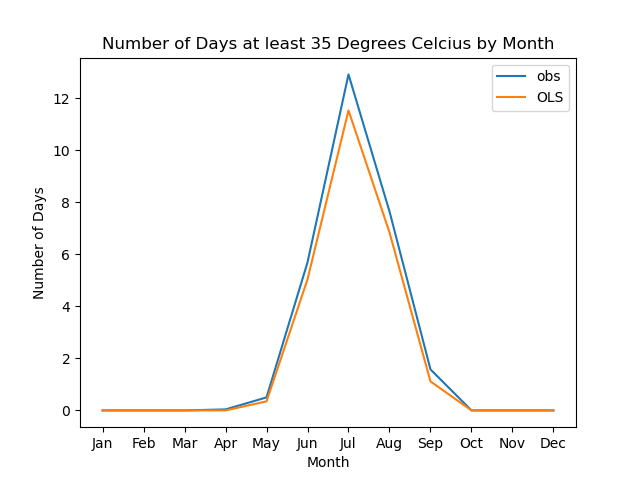 Number of Days at least 35 Degrees Celcius by Month
obs
OLS
Number of Days
12
10
8
6
4
2
0
Jan Feb Mar Apr May Jun Jul Aug Sep Oct Nov Dec
Month